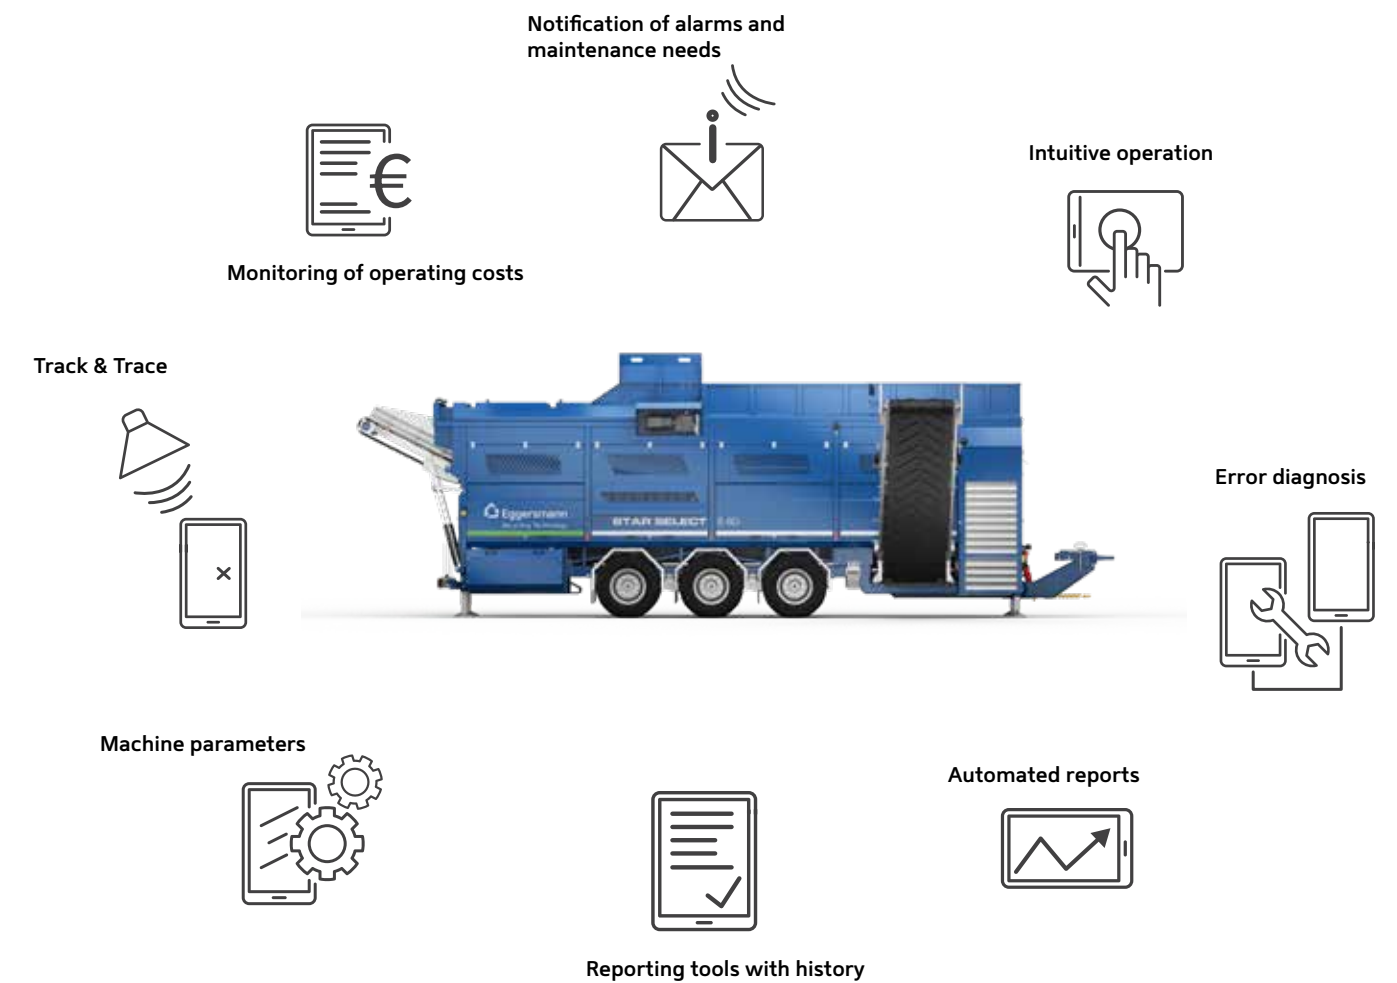 Notification of alarms and
maintenance needs
Intuitive operation
Monitoring of operating costs
Track & Trace
Error diagnosis
Eggersmann
STAR SELECT
Machine parameters
Automated reports
Reporting tools with history